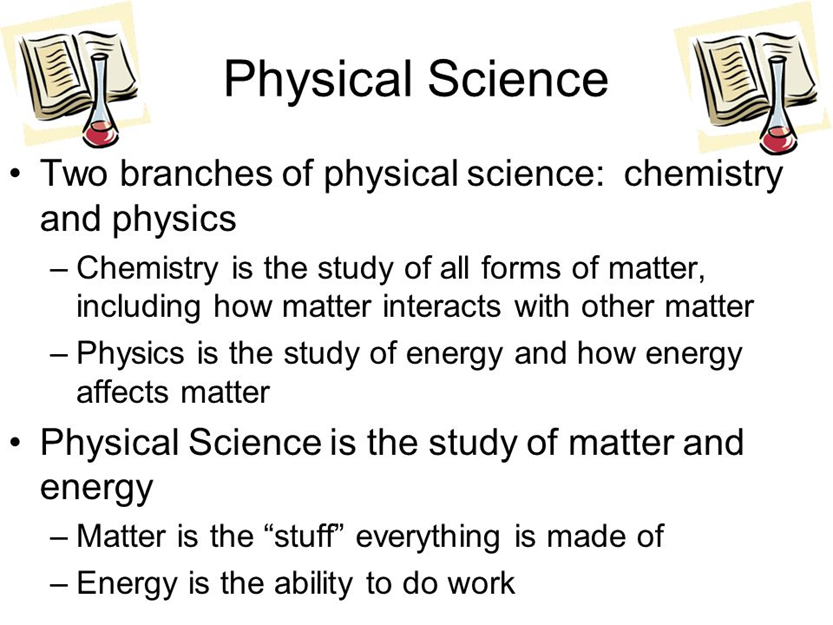 Physical Science
• Two branches of physical science: chemistry
and physics
– Chemistry is the study of all forms of matter,
including how matter interacts with other matter
– Physics is the study of energy and how energy
affects matter
• Physical Science is the study of matter and
energy
– Matter is the “stuff” everything is made of
– Energy is the ability to do work